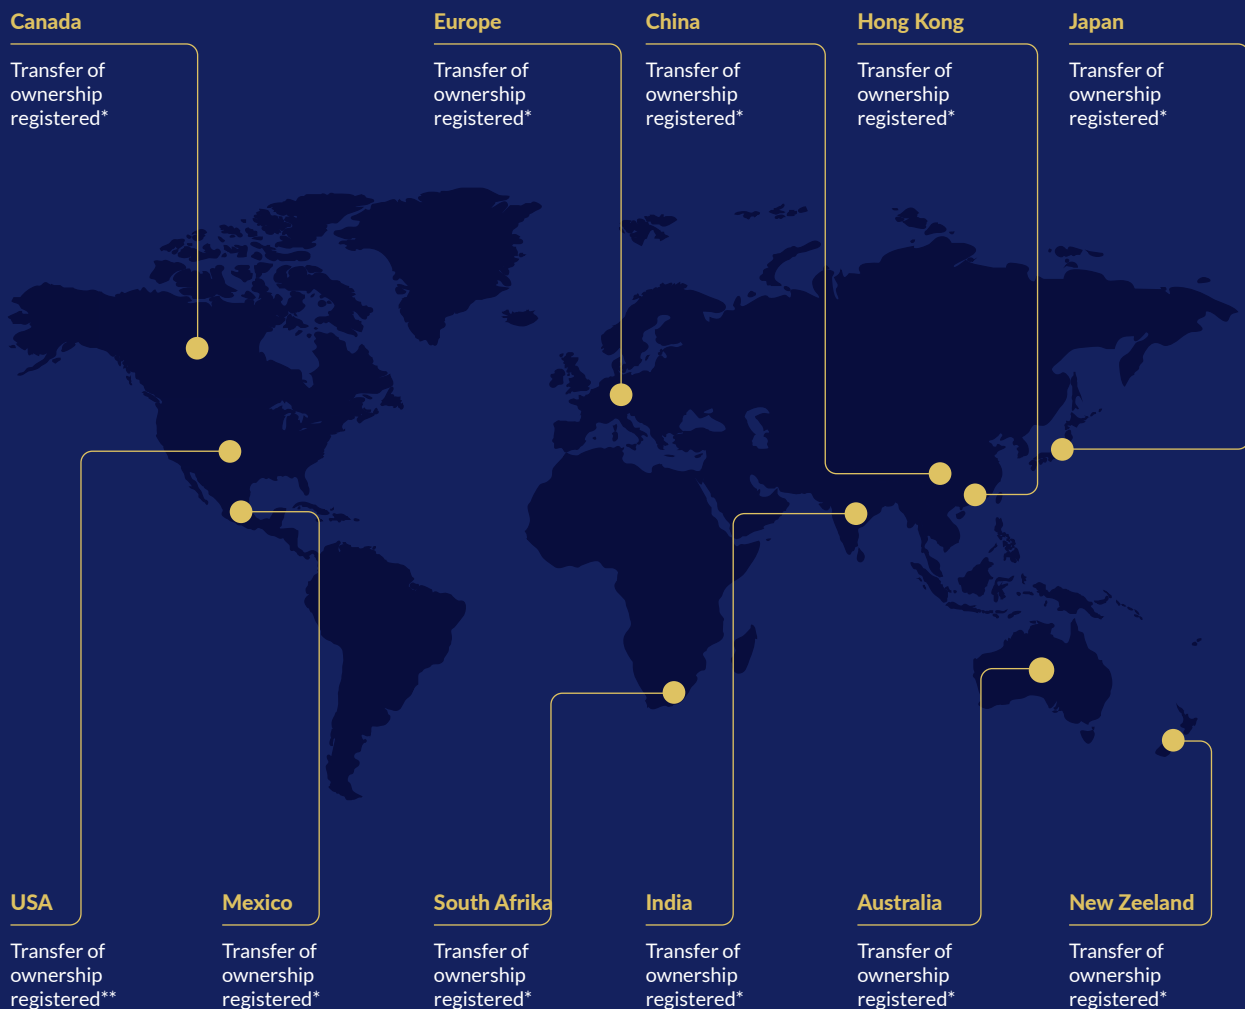 Canada
Transfer of
ownership
registered*
Europe
Transfer of
ownership
registered*
China
Transfer of
ownership
registered*
Hong Kong
Transfer of
ownership
registered*
Japan
Transfer of
ownership
registered*
USA
Transfer of
ownership
registered**
Mexico
Transfer of
ownership
registered*
South Afrika
Transfer of
ownership
registered*
India
Transfer of
ownership
registered*
Australia
Transfer of
ownership
registered*
New Zeeland
Transfer of
ownership
registered*